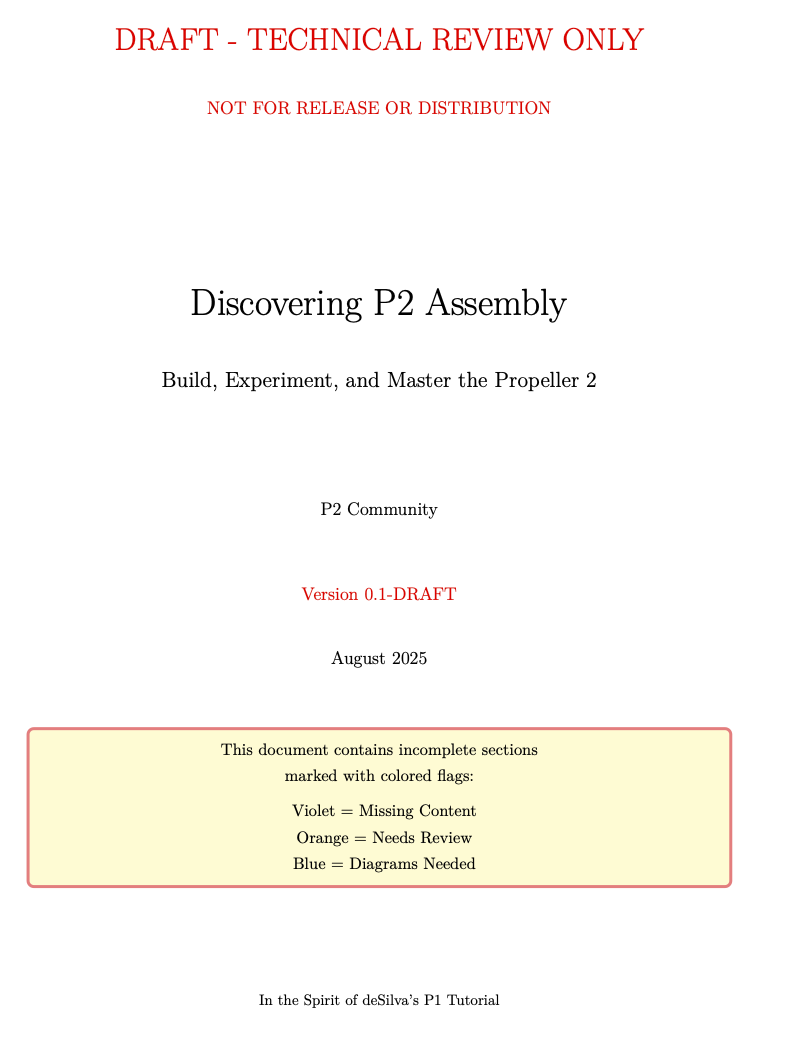 DRAFT - TECHNICAL REVIEW ONLY
NOT FOR RELEASE OR DISTRIBUTION
Discovering P2 Assembly
Build, Experiment, and Master the Propeller 2
P2 Community
Version 0.1-DRAFT
August 2025
This document contains incomplete sections
marked with colored flags:
Violet = Missing Content
Orange = Needs Review
Blue = Diagrams Needed
In the Spirit of deSilva's P1 Tutorial